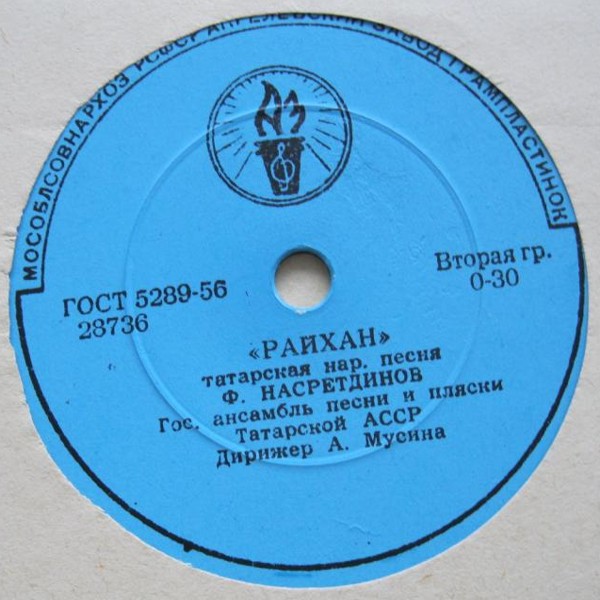 МОСОБЛСОВНАРХОЗ РСФСР АПРЕЛЕВСКИЙ ЗАВОД ГРАМПЛАСТИНОК
АЗ
ГОСТ 5289-56
28736
Вторая гр.
0-30
«РАЙХАН»
татарская нар. песня
Ф. НАСРЕТДИНОВ
Гос. ансамбль песни и пляски
Татарской АССР
Дирижер А. Мусина